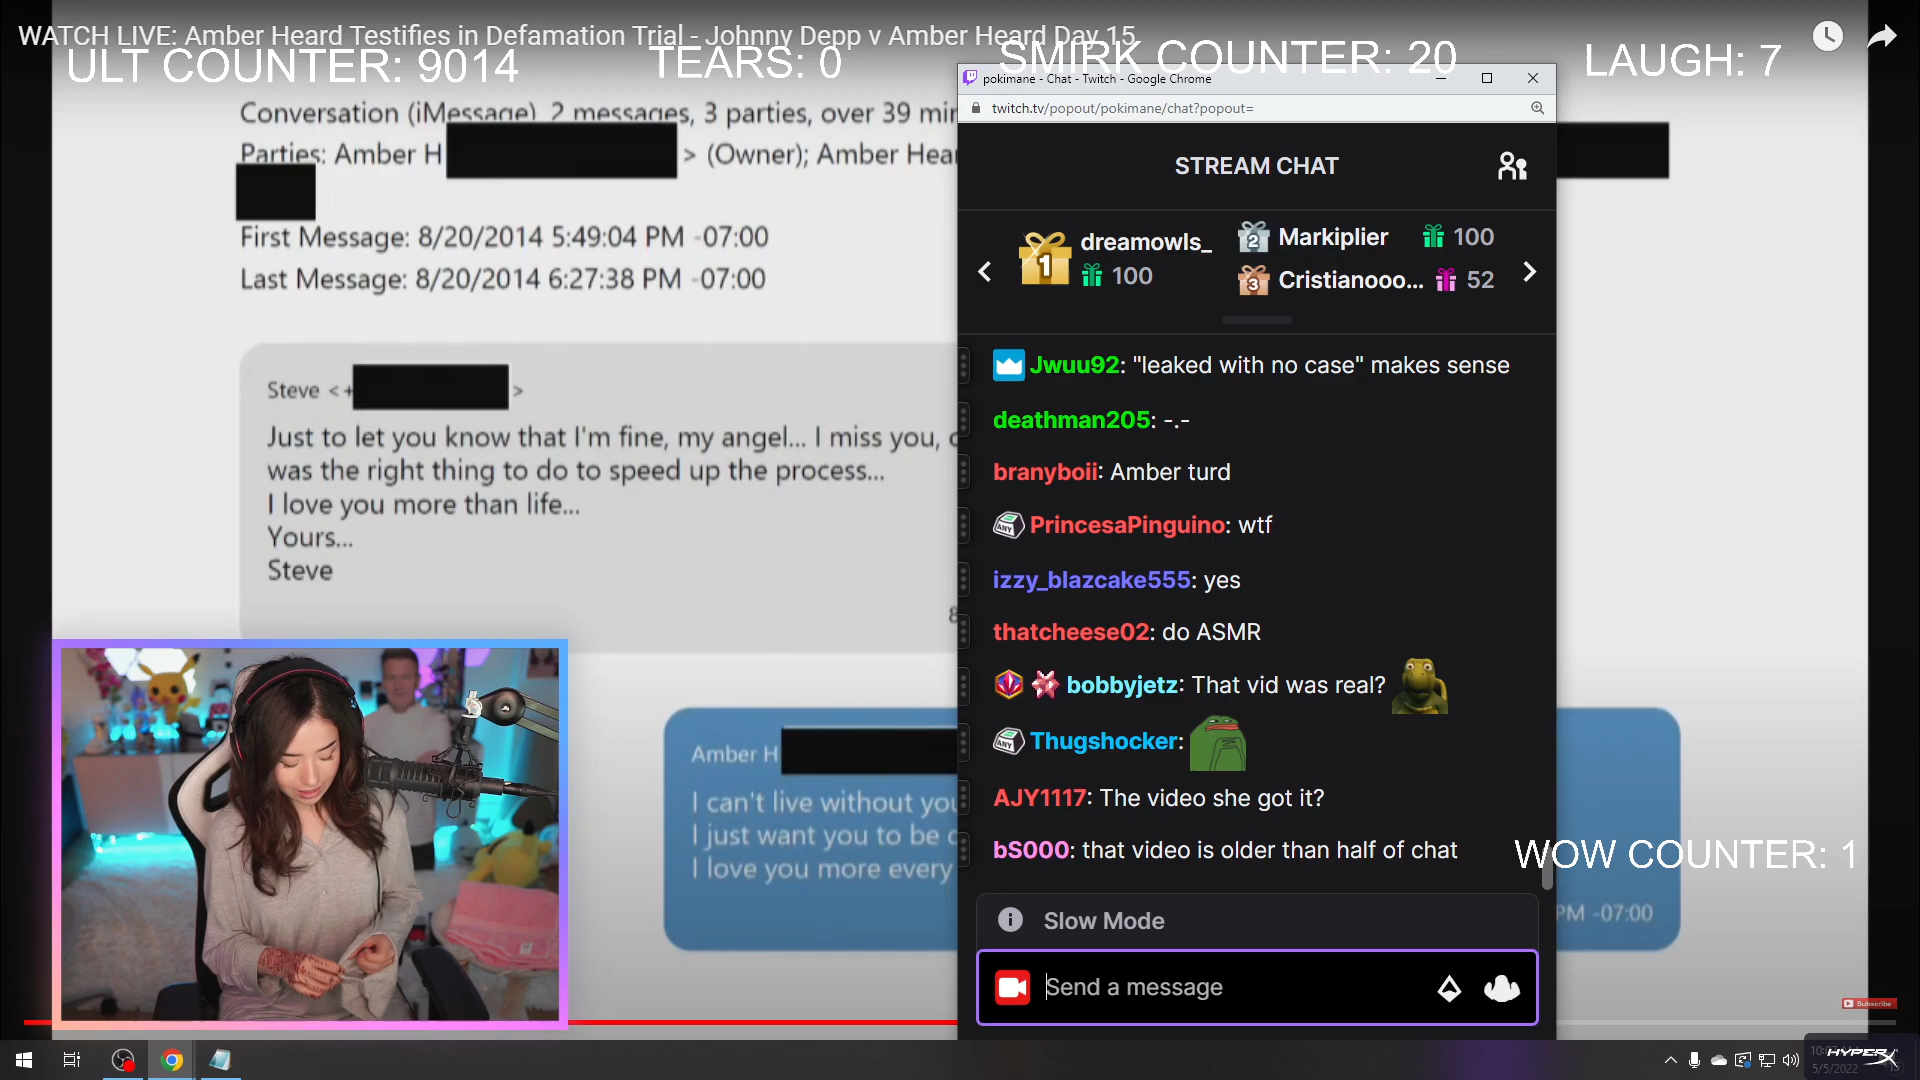 WATCH LIVE: Amber Heard Testifies in Defamation Trial - Johnny Depp v Amber Heard Day 15
ULT COUNTER: 9014
TEARS: 0
SMIRK COUNTER: 20
LAUGH: 7
Conversation (iMessage), 2 messages, 3 parties, over 39
Parties: Amber H > (Owner); Amber
First Message: 8/20/2014 5:49:04 PM -07:00
Last Message: 8/20/2014 6:27:38 PM -07:00
Steve <+ >
Just to let you know that I'm fine, my angel... I miss you,
was the right thing to do to speed up the process...
I love you more than life...
Yours...
Steve
Amber H
I can't live without
I just want you to be
I love you more every
PM -07:00
pokimane - Chat - Twitch - Google Chrome
twitch.tv/popout/pokimane/chat?popout=
STREAM CHAT
1 dreamowls_
100
2 Markiplier 100
3 Cristianooo... 52
Jwuu92: "leaked with no case" makes sense
deathman205: -.-
branyboii: Amber turd
ANY PrincesaPinguino: wtf
izzy_blazcake555: yes
thatcheese02: do ASMR
bobbyjetz: That vid was real?
ANY Thugshocker:
AJY1117: The video she got it?
bS000: that video is older than half of chat
Slow Mode
Send a message
WOW COUNTER: 1
Subscribe
HYPERX
5/5/2022